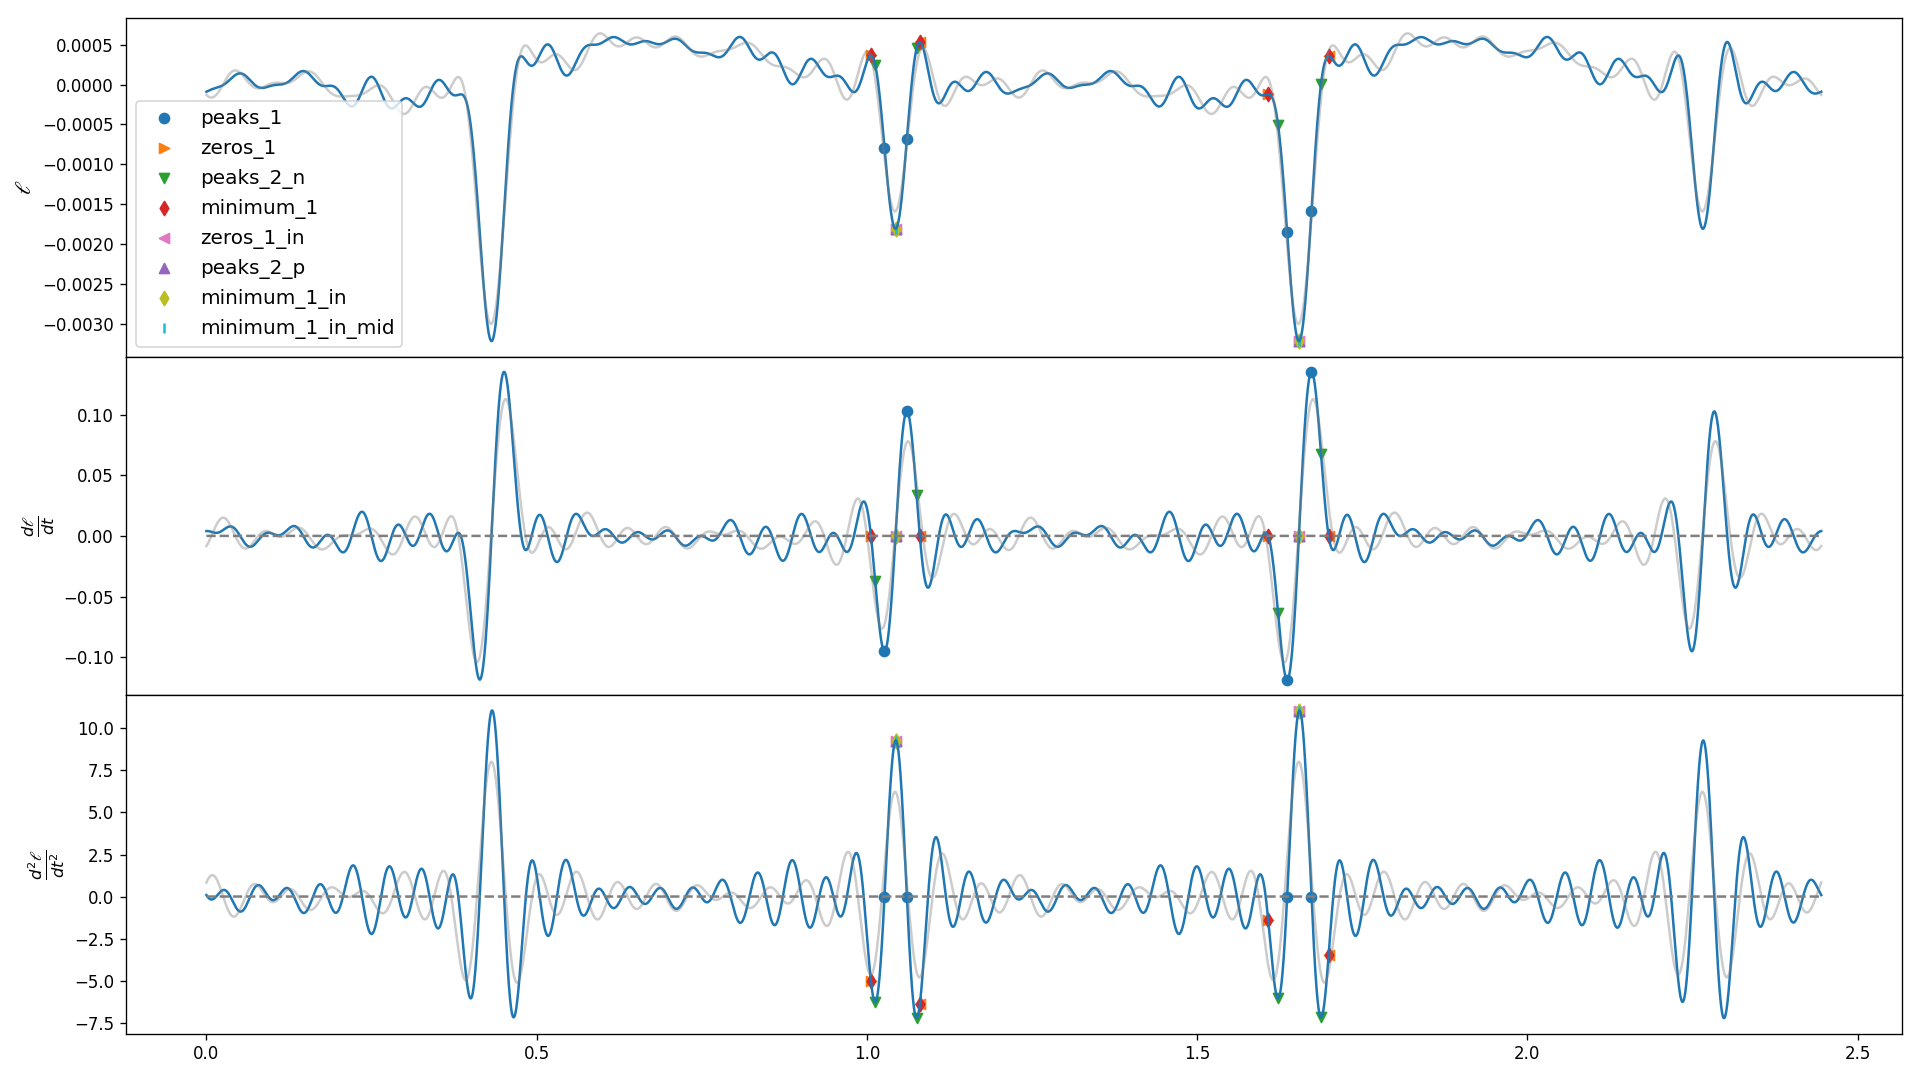 0.0005
0.0000
−0.0005
−0.0010
−0.0015
−0.0020
−0.0025
−0.0030
ℓ
peaks_1
zeros_1
peaks_2_n
minimum_1
zeros_1_in
peaks_2_p
minimum_1_in
minimum_1_in_mid
0.10
0.05
0.00
−0.05
−0.10
dℓ
dt
10.0
7.5
5.0
2.5
0.0
−2.5
−5.0
−7.5
d²ℓ
dt²
0.0 0.5 1.0 1.5 2.0 2.5